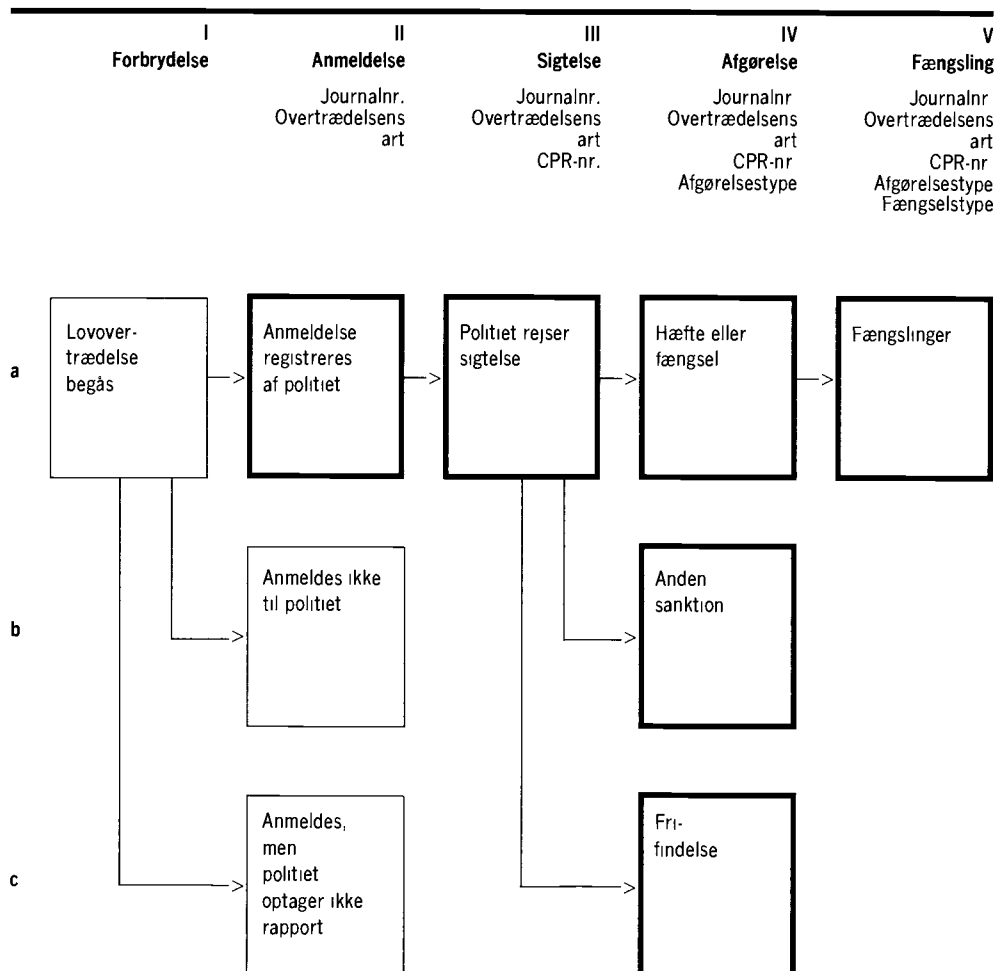 I
Forbrydelse
II
Anmeldelse
Journalnr.
Overtrædelsens
art
III
Sigtelse
Journalnr.
Overtrædelsens
art
CPR-nr.
IV
Afgørelse
Journalnr
Overtrædelsens
art
CPR-nr
Afgørelsestype
V
Fængsling
Journalnr
Overtrædelsens
art
CPR-nr
Afgørelsestype
Fængselstype
a
Lovover-
trædelse
begås
Anmeldelse
registreres
af politiet
Politiet rejser
sigtelse
Hæfte eller
fængsel
Fængslinger
b
Anmeldes ikke
til politiet
Anden
sanktion
c
Anmeldes,
men
politiet
optager ikke
rapport
Fri-
findelse